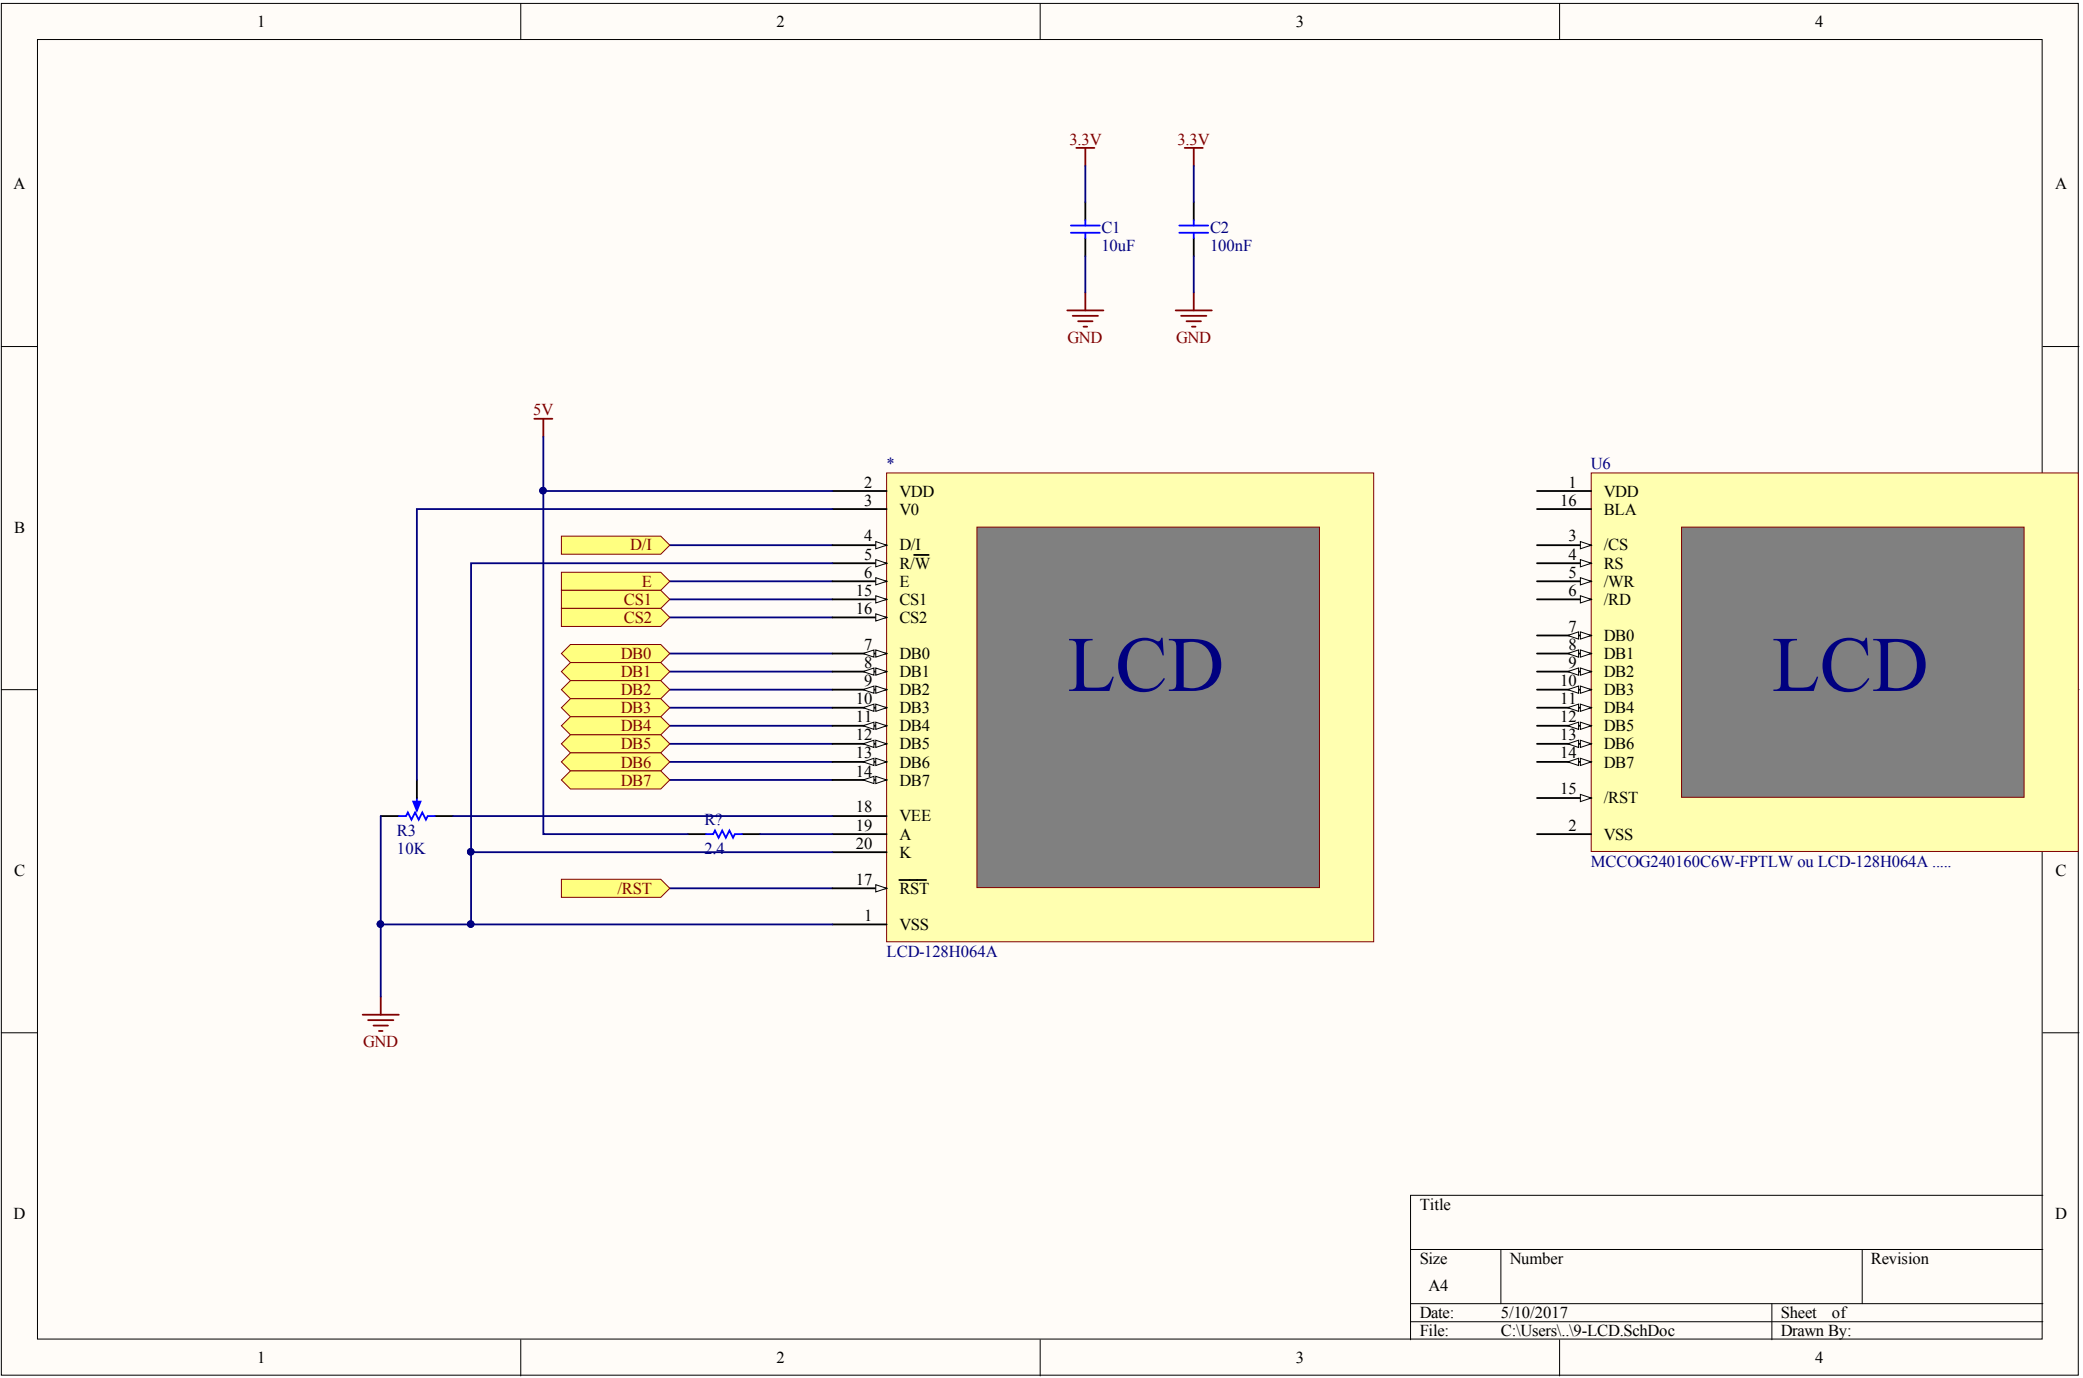 1 2 3 4
A A
3.3V 3.3V
C1
10uF
C2
100nF
GND GND
B
5V
*
2 VDD
3 V0
D/I 4 D/I
5 R/W
E 6 E
CS1 15 CS1
CS2 16 CS2
DB0 7 DB0
DB1 8 DB1
DB2 9 DB2
DB3 10 DB3
DB4 11 DB4
DB5 12 DB5
DB6 13 DB6
DB7 14 DB7
18 VEE
R3
10K
R?
2.4
19 A
20 K
/RST 17 RST
1 VSS
LCD
LCD-128H064A
GND
U6
1 VDD
16 BLA
3 /CS
4 RS
5 /WR
6 /RD
7 DB0
8 DB1
9 DB2
10 DB3
11 DB4
12 DB5
13 DB6
14 DB7
15 /RST
2 VSS
LCD
MCCOG240160C6W-FPTLW ou LCD-128H064A .....
C C
D D
Title
Size Number Revision
A4
Date: 5/10/2017 Sheet of
File: C:\Users\..\9-LCD.SchDoc Drawn By:
1 2 3 4